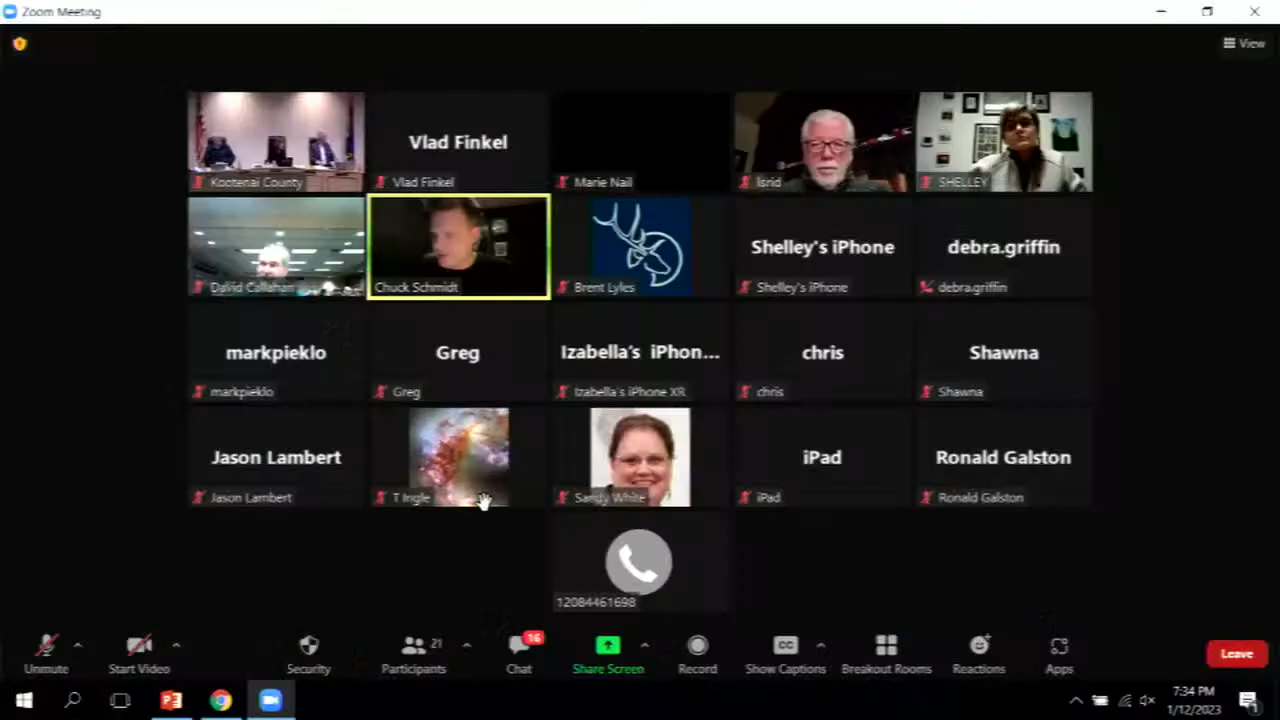 Zoom Meeting
View
Kootenai County
Vlad Finkel
Vlad Finkel
Marie Nail
lsrid
SHELLEY
David Callahan
Chuck Schmidt
Brent Lyles
Shelley's iPhone
Shelley's iPhone
debra.griffin
debra.griffin
markpieklo
markpieklo
Greg
Greg
Izabella's iPhon...
Izabella's iPhone XR
chris
chris
Shawna
Shawna
Jason Lambert
Jason Lambert
T Ingle
Sandy White
iPad
iPad
Ronald Galston
Ronald Galston
12084461698
Unmute
Start Video
Security
21
Participants
16
Chat
Share Screen
Record
CC
Show Captions
Breakout Rooms
Reactions
Apps
Leave
7:34 PM
1/12/2023